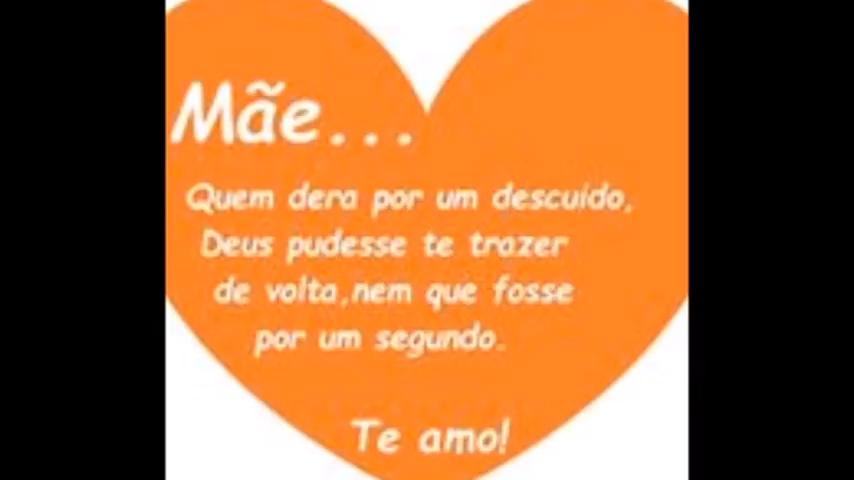 Mãe...
Quem dera por um descuido,
Deus pudesse te trazer
de volta,nem que fosse
por um segundo.
Te amo!